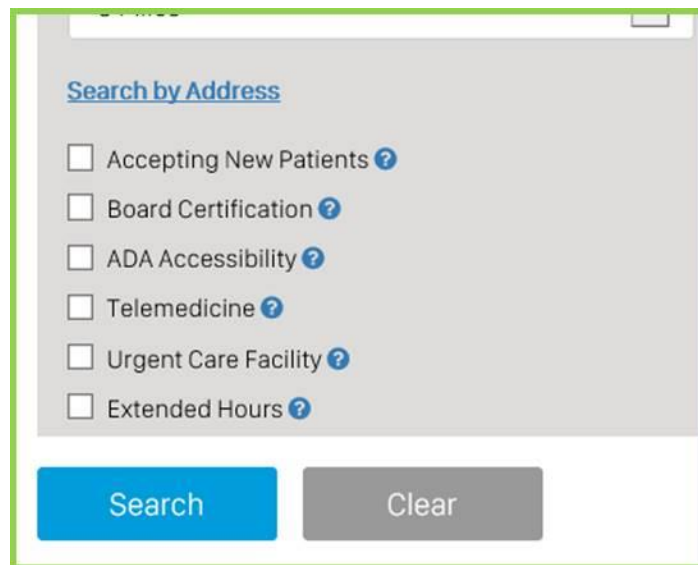 Search by Address
Accepting New Patients ?
Board Certification ?
ADA Accessibility ?
Telemedicine ?
Urgent Care Facility ?
Extended Hours ?
Search
Clear